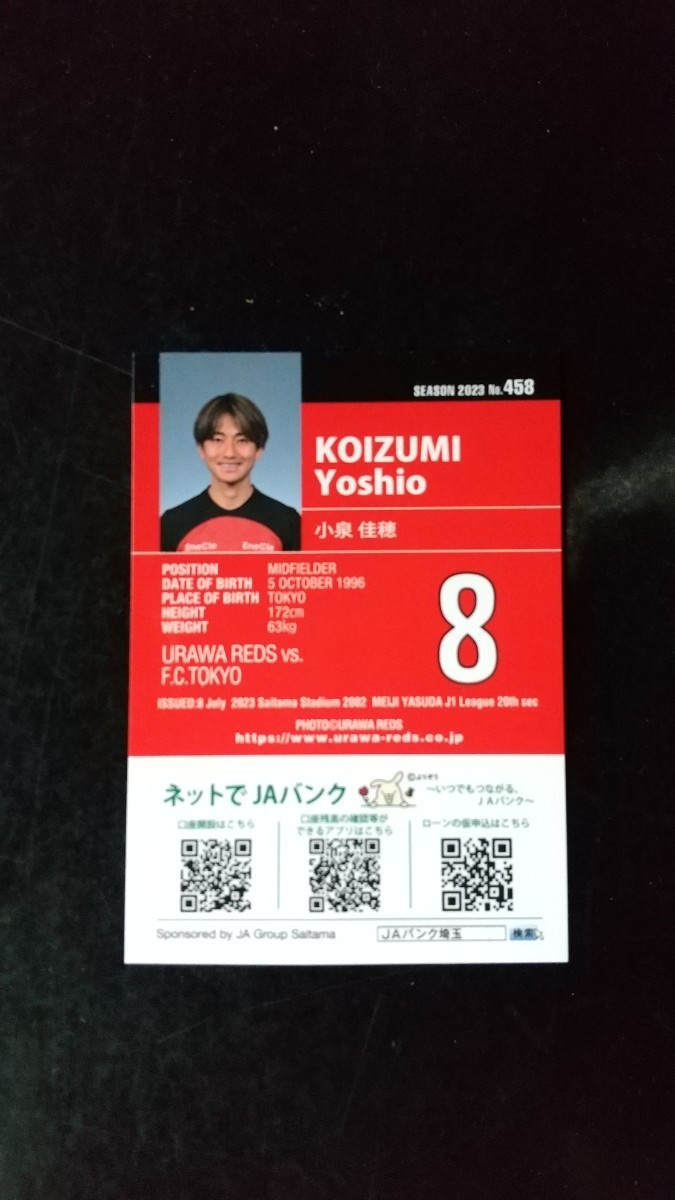 SEASON 2023 No.458
KOIZUMI
Yoshio
小泉 佳穂
EneCle EneCle
POSITION MIDFIELDER
DATE OF BIRTH 5 OCTOBER 1996
PLACE OF BIRTH TOKYO
HEIGHT 172cm
WEIGHT 63kg
8
URAWA REDS vs.
F.C.TOKYO
ISSUED:8 July 2023 Saitama Stadium 2002 MEIJI YASUDA J1 League 20th sec
PHOTO©URAWA REDS
https://www.urawa-reds.co.jp
ネットで JAバンク
©よりぞう
～いつでもつながる、
JAバンク～
口座開設はこちら
口座残高の確認等が
できるアプリはこちら
ローンの仮申込はこちら
Sponsored by JA Group Saitama
JAバンク埼玉 検索